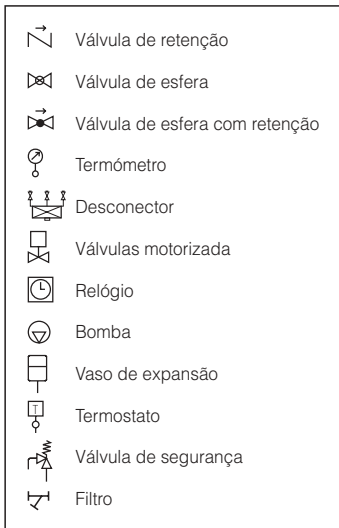 Válvula de retenção
Válvula de esfera
Válvula de esfera com retenção
Termómetro
Desconector
Válvulas motorizada
Relógio
Bomba
Vaso de expansão
T Termostato
Válvula de segurança
Filtro